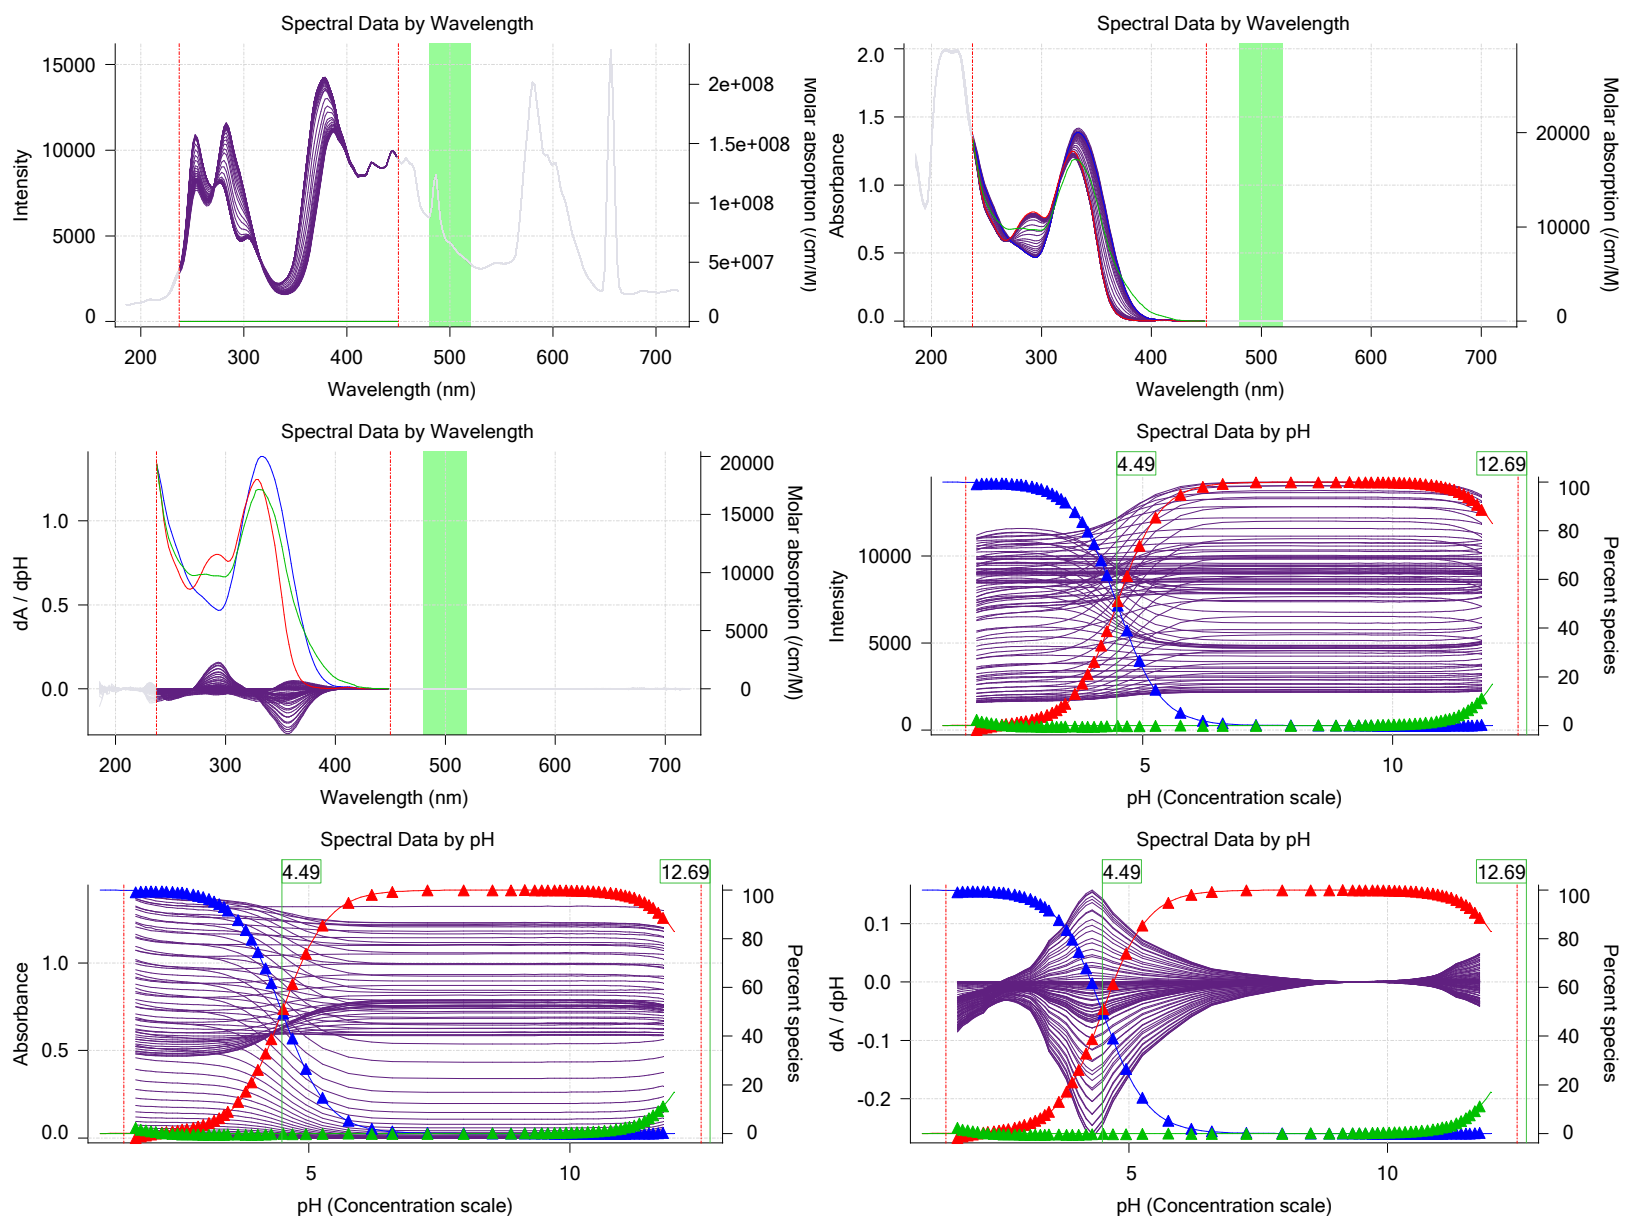 Spectral Data by Wavelength
15000
10000
5000
0
Intensity
2e+008
1.5e+008
1e+008
5e+007
0
Molar absorption (/cm/M)
200 300 400 500 600 700
Wavelength (nm)
Spectral Data by Wavelength
2.0
1.5
1.0
0.5
0.0
Absorbance
20000
10000
0
Molar absorption (/cm/M)
200 300 400 500 600 700
Wavelength (nm)
Spectral Data by Wavelength
1.0
0.5
0.0
dA / dpH
20000
15000
10000
5000
0
Molar absorption (/cm/M)
200 300 400 500 600 700
Wavelength (nm)
Spectral Data by pH
4.49 12.69
10000
5000
0
Intensity
100
80
60
40
20
0
Percent species
5 10
pH (Concentration scale)
Spectral Data by pH
4.49 12.69
1.0
0.5
0.0
Absorbance
100
80
60
40
20
0
Percent species
5 10
pH (Concentration scale)
Spectral Data by pH
4.49 12.69
0.1
0.0
-0.1
-0.2
dA / dpH
100
80
60
40
20
0
Percent species
5 10
pH (Concentration scale)